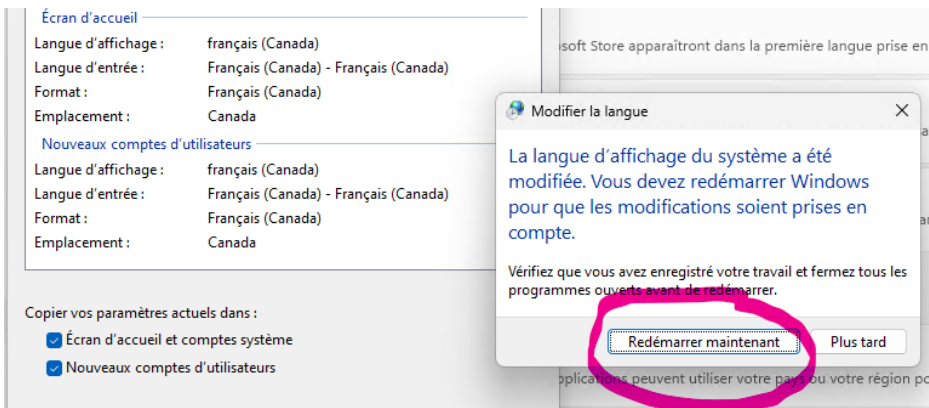 Écran d'accueil
Langue d'affichage : français (Canada)
Langue d'entrée : Français (Canada) - Français (Canada)
Format : Français (Canada)
Emplacement : Canada
Nouveaux comptes d'utilisateurs
Langue d'affichage : français (Canada)
Langue d'entrée : Français (Canada) - Français (Canada)
Format : Français (Canada)
Emplacement : Canada
Copier vos paramètres actuels dans :
Écran d'accueil et comptes système
Nouveaux comptes d'utilisateurs
Store apparaîtront dans la première langue prise en
Modifier la langue
La langue d'affichage du système a été
modifiée. Vous devez redémarrer Windows
pour que les modifications soient prises en
compte.
Vérifiez que vous avez enregistré votre travail et fermez tous les
programmes ouverts avant de redémarrer.
Redémarrer maintenant Plus tard
peuvent utiliser votre pays ou votre région